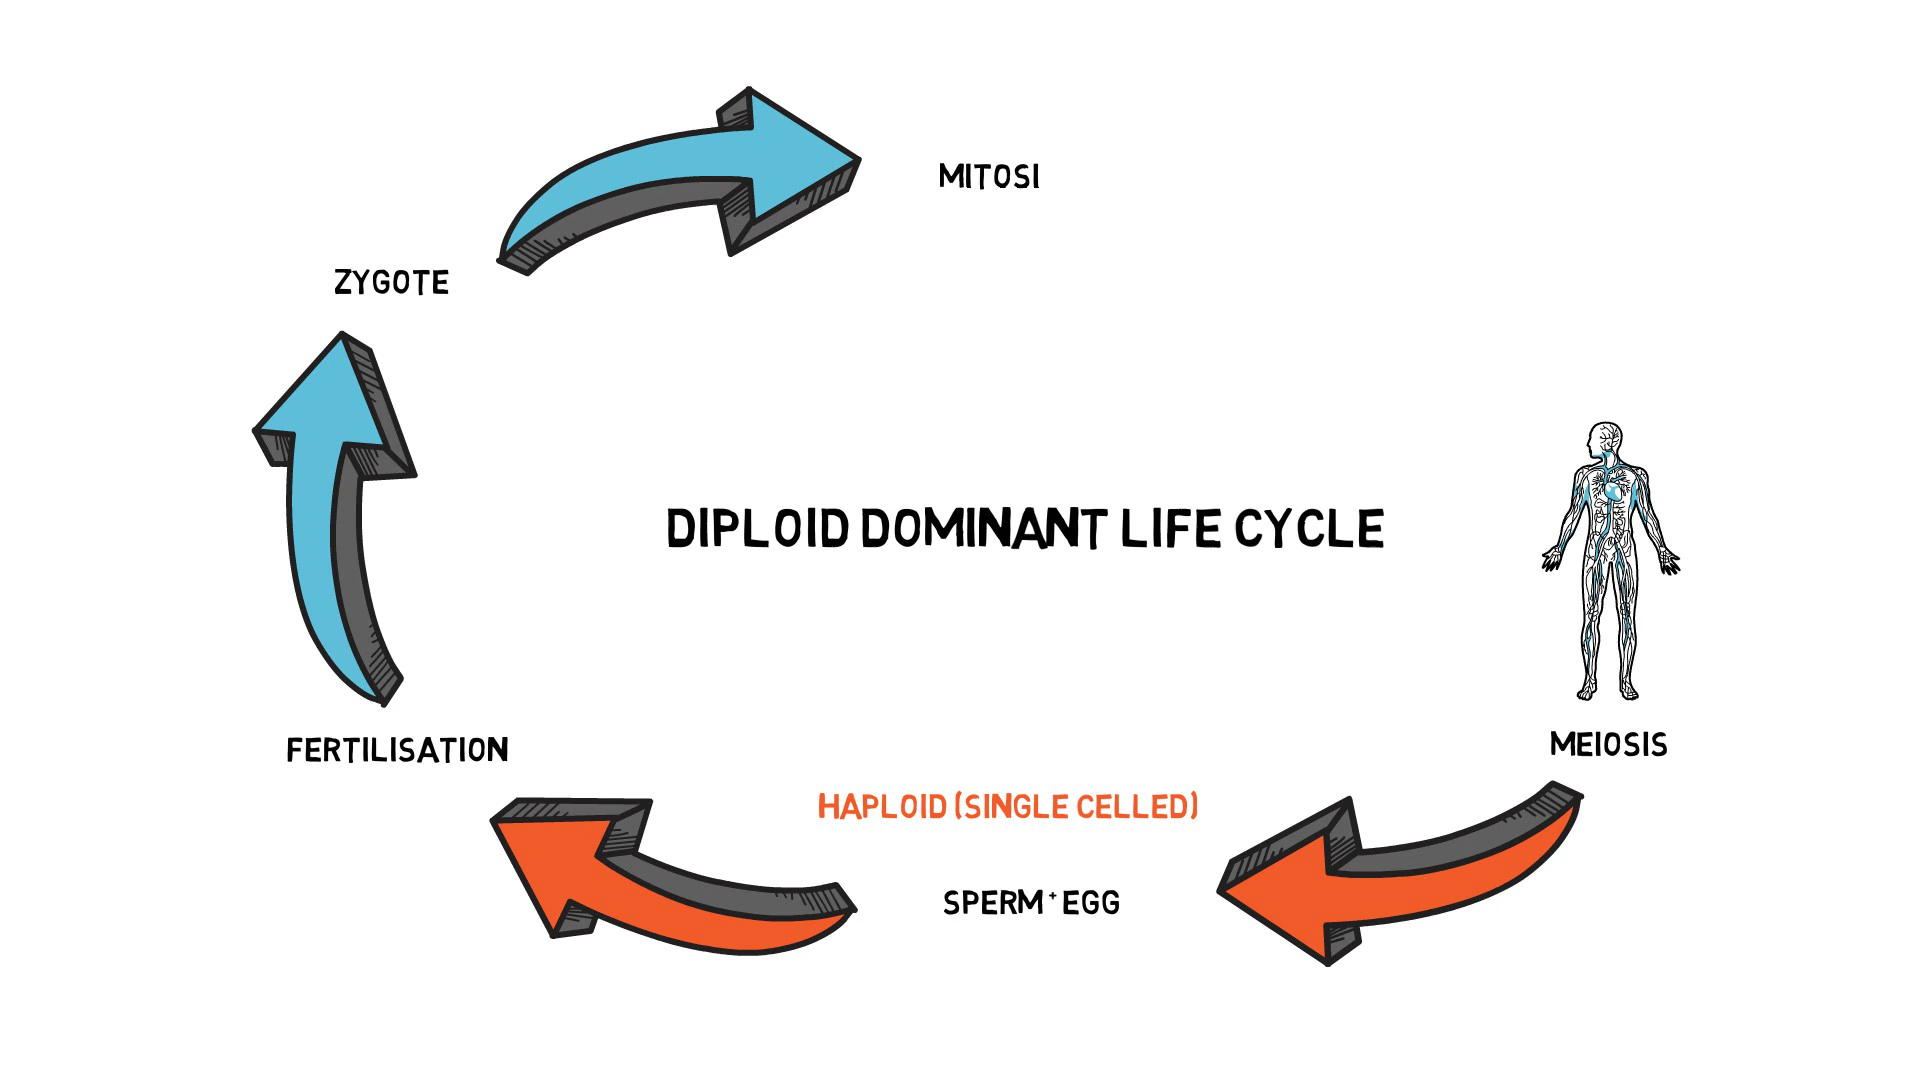 MITOSI
ZYGOTE
DIPLOID DOMINANT LIFE CYCLE
MEIOSIS
FERTILISATION
HAPLOID (SINGLE CELLED)
SPERM + EGG